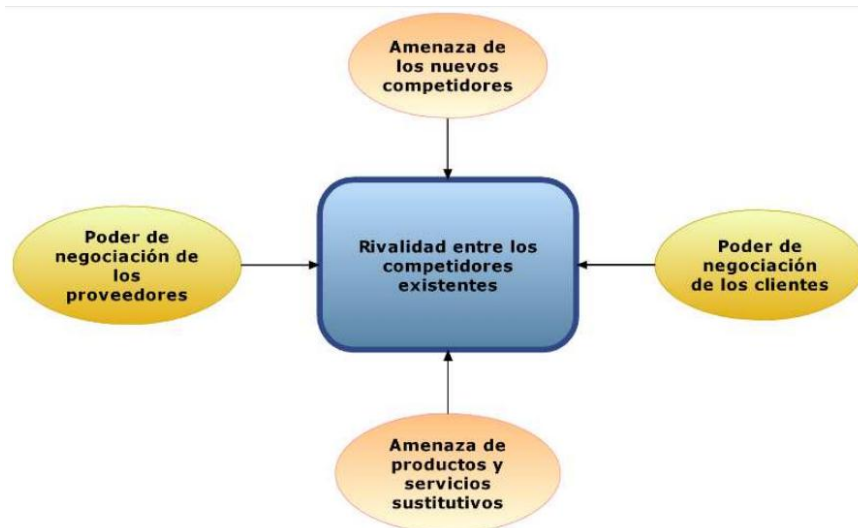 Amenaza de
los nuevos
competidores
Poder de
negociación de
los
proveedores
Rivalidad entre los
competidores
existentes
Poder de
negociación
de los clientes
Amenaza de
productos y
servicios
sustitutivos